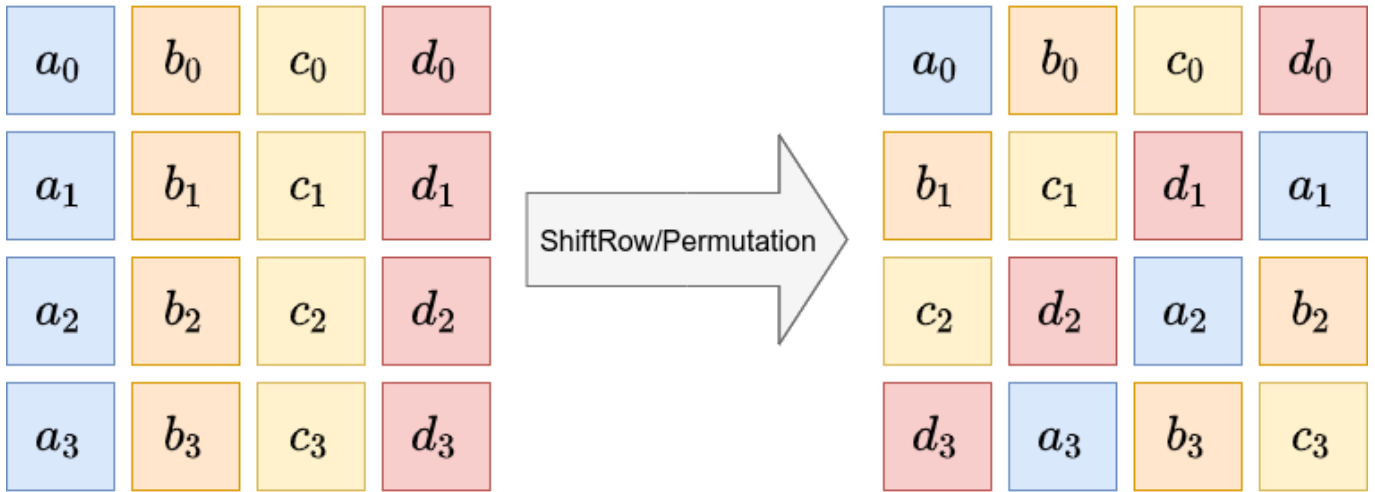 a₀ b₀ c₀ d₀ a₀ b₀ c₀ d₀
a₁ b₁ c₁ d₁ b₁ c₁ d₁ a₁
ShiftRow/Permutation
a₂ b₂ c₂ d₂ c₂ d₂ a₂ b₂
a₃ b₃ c₃ d₃ d₃ a₃ b₃ c₃